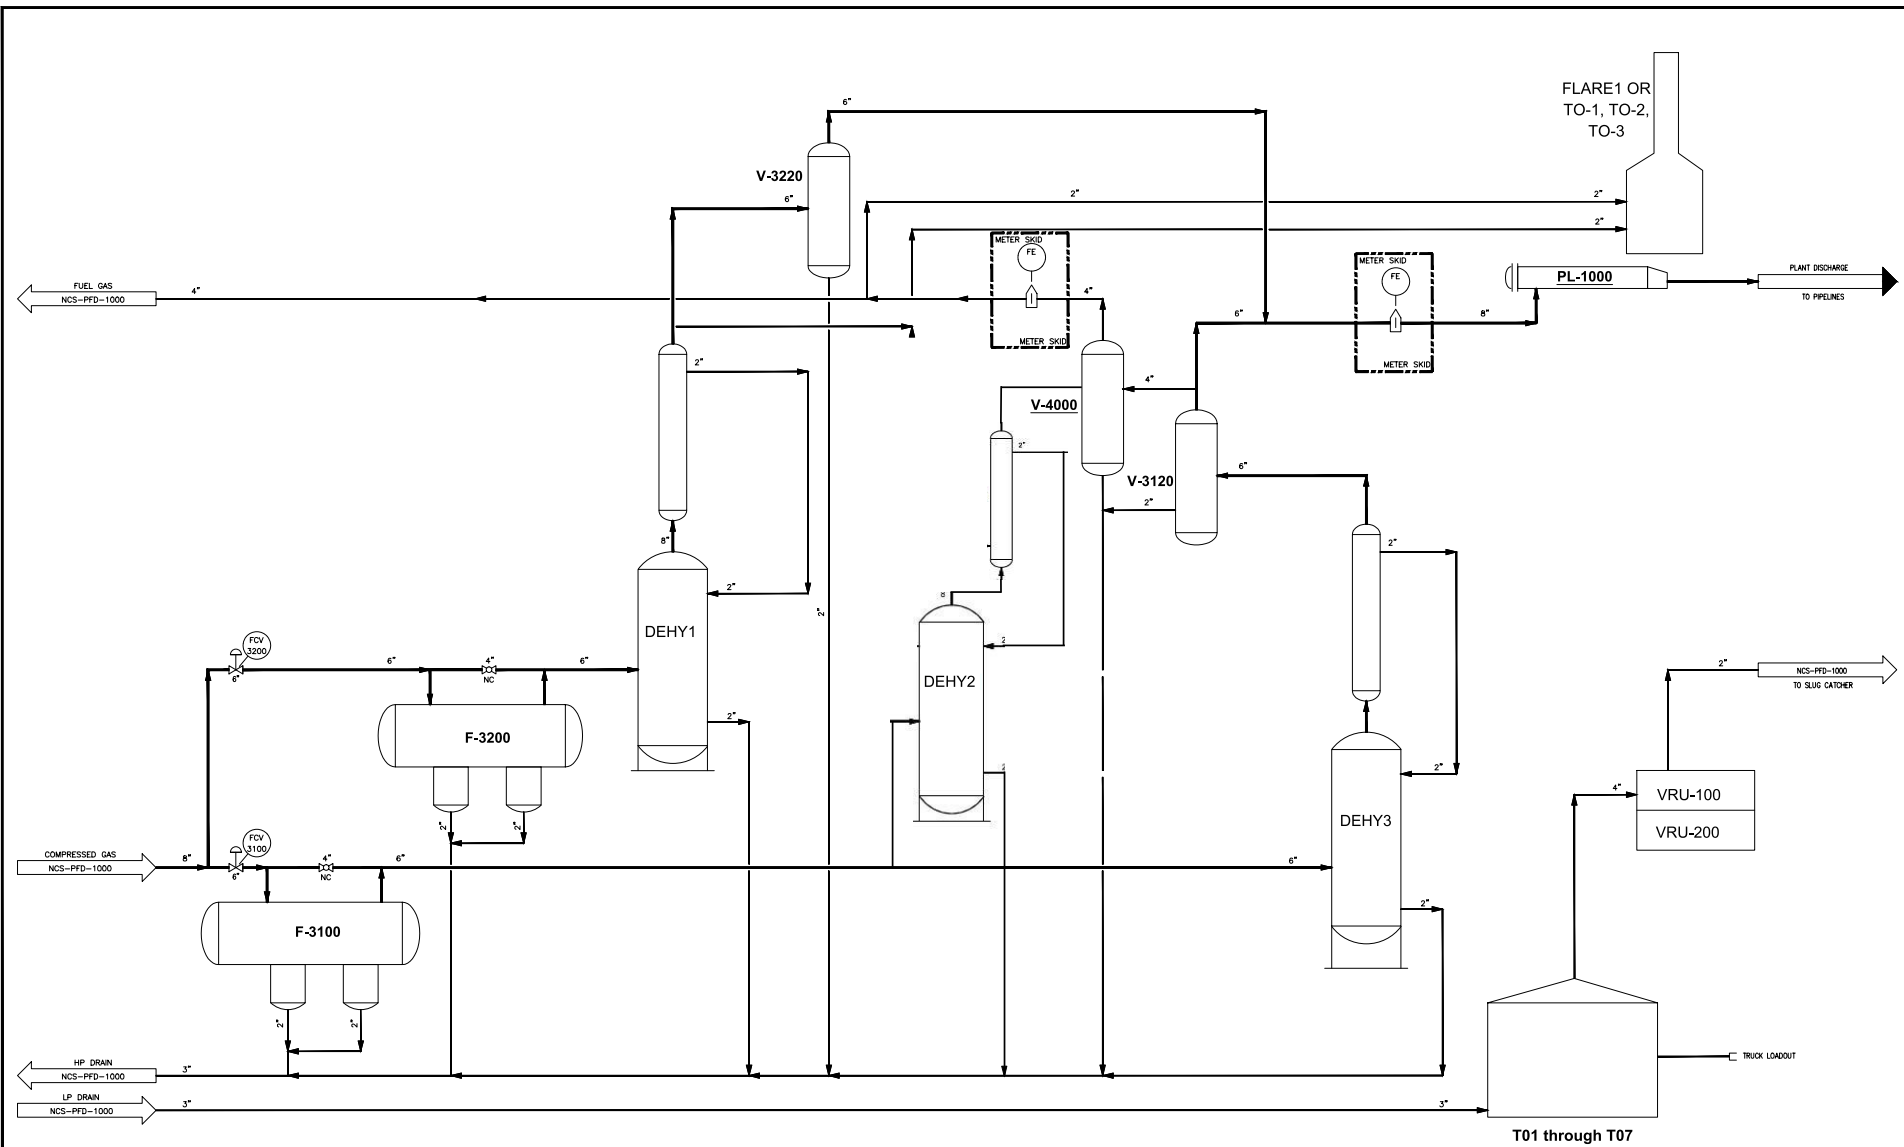 6"
FLARE1 OR
TO-1, TO-2,
TO-3
V-3220
6"
2"
2"
2"
METER SKID
FE
METER SKID
METER SKID
FE
METER SKID
PL-1000
PLANT DISCHARGE
TO PIPELINES
FUEL GAS
NCS-PFD-1000
4"
4"
6"
8"
2"
4"
V-4000
2"
V-3120
6"
2"
8"
2"
2"
2"
DEHY1
FCV
3200
6"
6"
4"
NC
6"
F-3200
2"
2"
2"
8
2
DEHY2
2
2"
2"
DEHY3
6"
2"
NCS-PFD-1000
TO SLUG CATCHER
2"
4"
VRU-100
VRU-200
COMPRESSED GAS
NCS-PFD-1000
8"
FCV
3100
6"
4"
NC
6"
F-3100
2"
2"
HP DRAIN
NCS-PFD-1000
3"
LP DRAIN
NCS-PFD-1000
3"
3"
TRUCK LOADOUT
T01 through T07